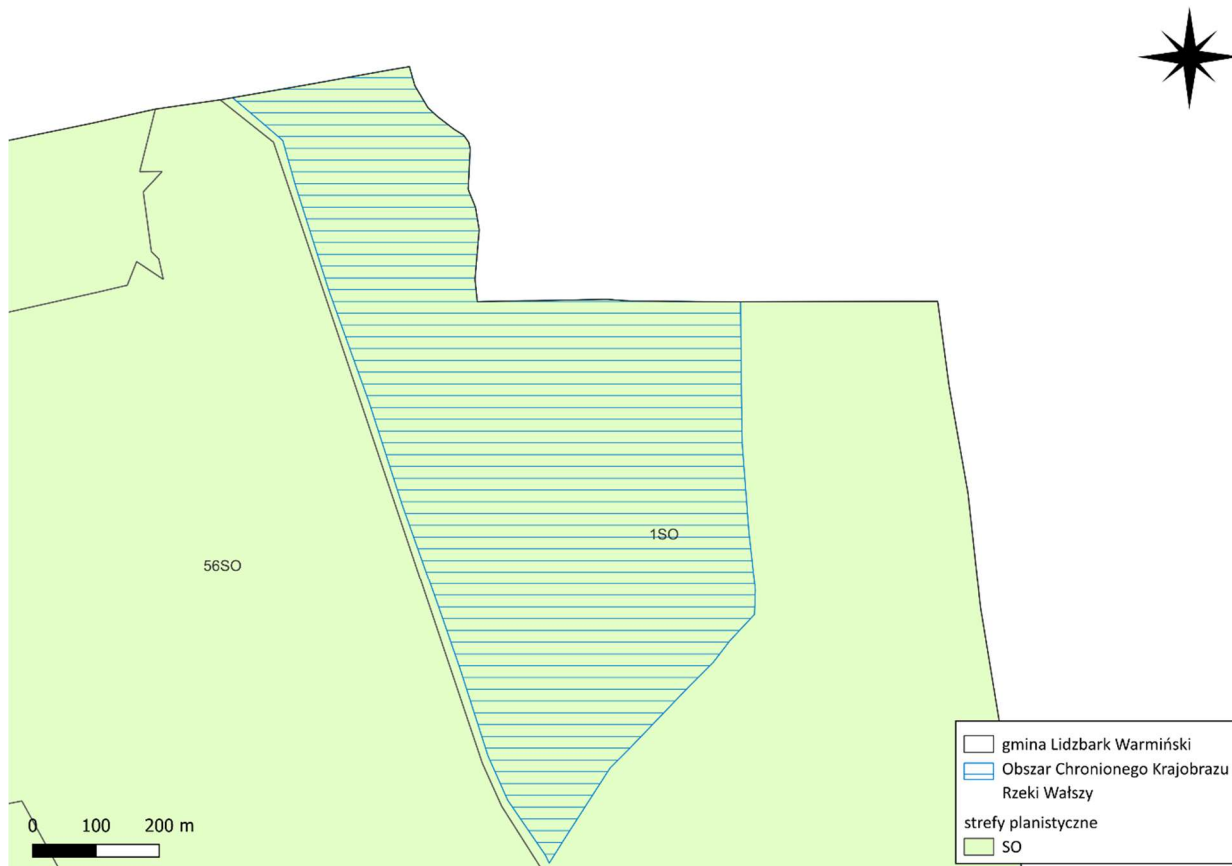 1SO
56SO
0 100 200 m
gmina Lidzbark Warmiński
Obszar Chronionego Krajobrazu
Rzeki Wałszy
strefy planistyczne
SO